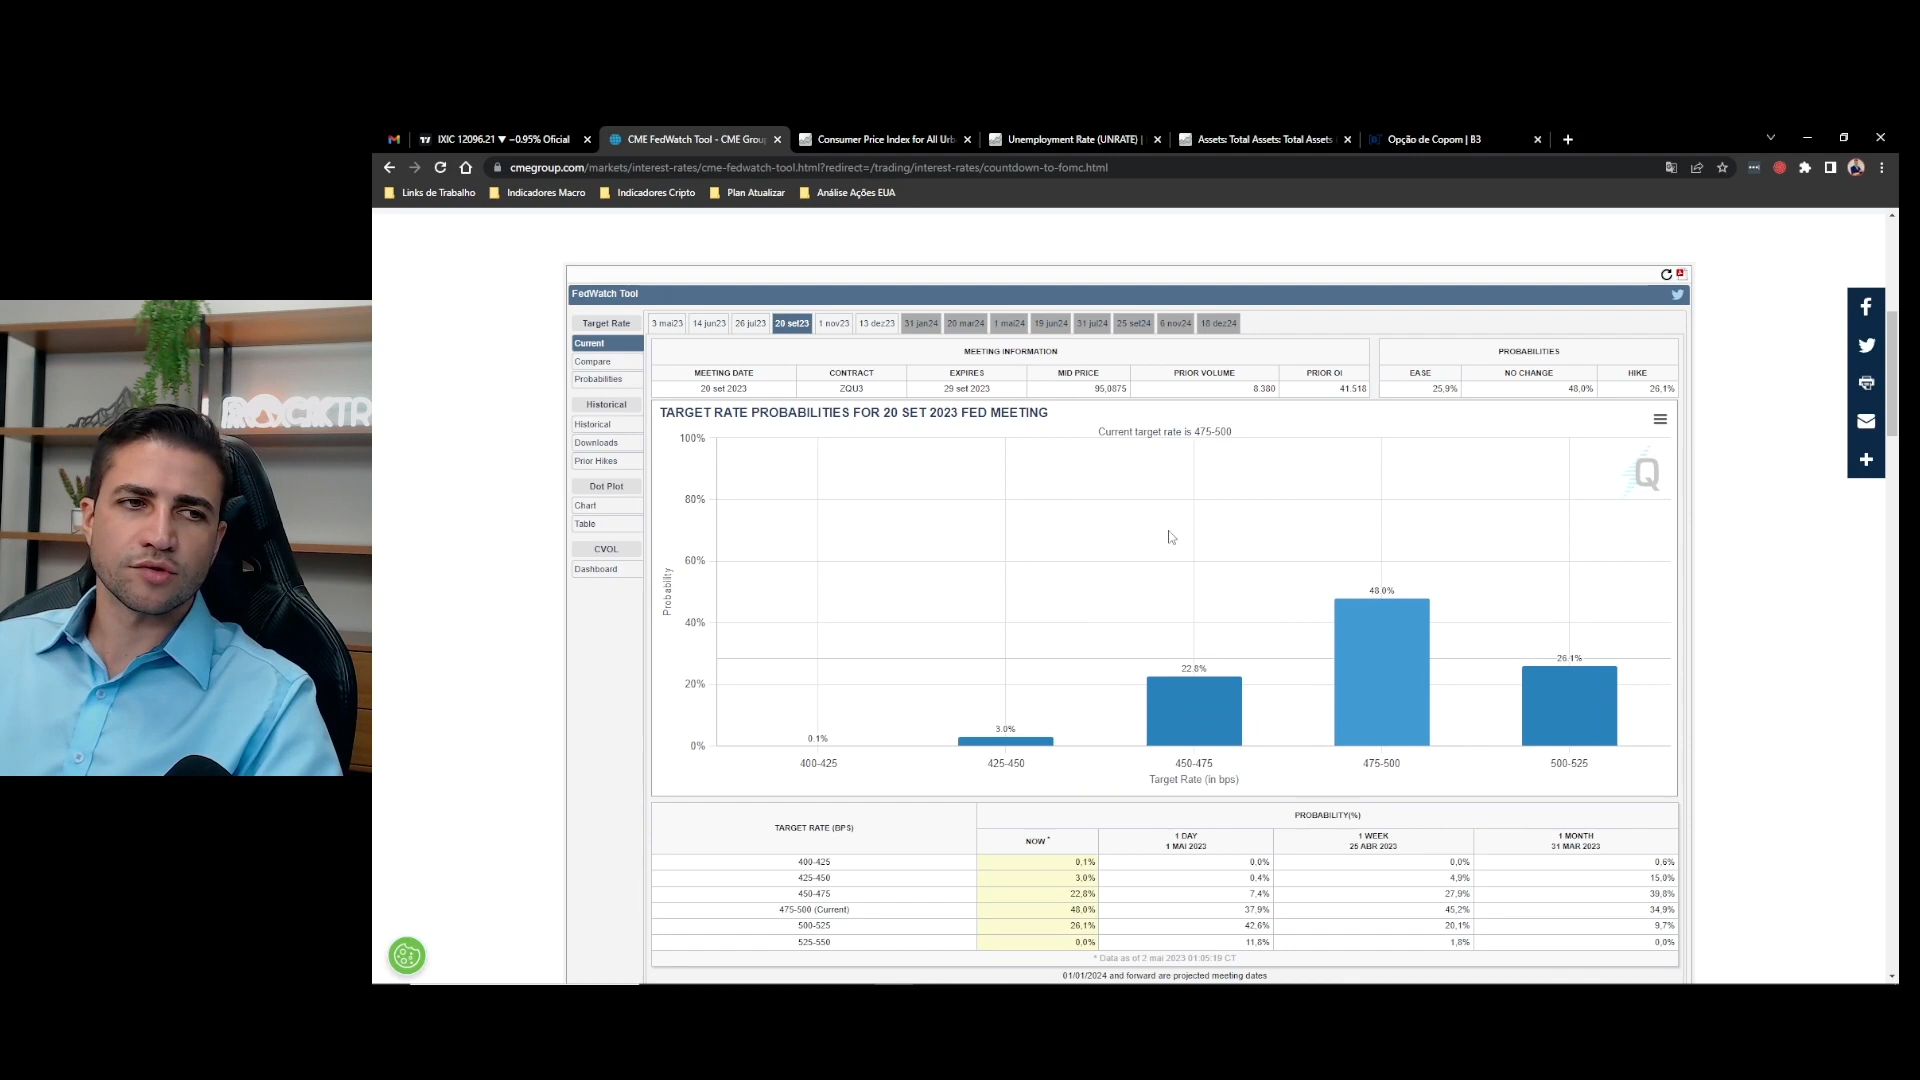 IXIC 12096.21 ▼ −0.95% Oficial
CME FedWatch Tool - CME Grou
Consumer Price Index for All Urb
Unemployment Rate (UNRATE) |
Assets: Total Assets: Total Assets
Opção de Copom | B3
cmegroup.com/markets/interest-rates/cme-fedwatch-tool.html?redirect=/trading/interest-rates/countdown-to-fomc.html
Links de Trabalho
Indicadores Macro
Indicadores Cripto
Plan Atualizar
Análise Ações EUA
FedWatch Tool
Target Rate
Current
Compare
Probabilities
Historical
Historical
Downloads
Prior Hikes
Dot Plot
Chart
Table
CVOL
Dashboard
3 mai23 14 jun23 26 jul23 20 set23 1 nov23 13 dez23 31 jan24 20 mar24 1 mai24 19 jun24 31 jul24 25 set24 6 nov24 18 dez24
MEETING INFORMATION
MEETING DATE CONTRACT EXPIRES MID PRICE PRIOR VOLUME PRIOR OI
20 set 2023 ZQU3 29 set 2023 95,0875 8.380 41.518
PROBABILITIES
EASE NO CHANGE HIKE
25,9% 48,0% 26,1%
TARGET RATE PROBABILITIES FOR 20 SET 2023 FED MEETING
Current target rate is 475-500
100%
80%
60%
40%
20%
0%
Probability
Q
0.1%
3.0%
22.8%
48.0%
26.1%
400-425 425-450 450-475 475-500 500-525
Target Rate (in bps)
TARGET RATE (BPS) PROBABILITY(%)
NOW * 1 DAY 1 WEEK 1 MONTH
1 MAI 2023 25 ABR 2023 31 MAR 2023
400-425 0,1% 0,0% 0,0% 0,6%
425-450 3,0% 0,4% 4,9% 15,0%
450-475 22,8% 7,4% 27,9% 39,8%
475-500 (Current) 48,0% 37,9% 45,2% 34,9%
500-525 26,1% 42,6% 20,1% 9,7%
525-550 0,0% 11,8% 1,8% 0,0%
* Data as of 2 mai 2023 01:05:19 CT
01/01/2024 and forward are projected meeting dates
ROCKTR